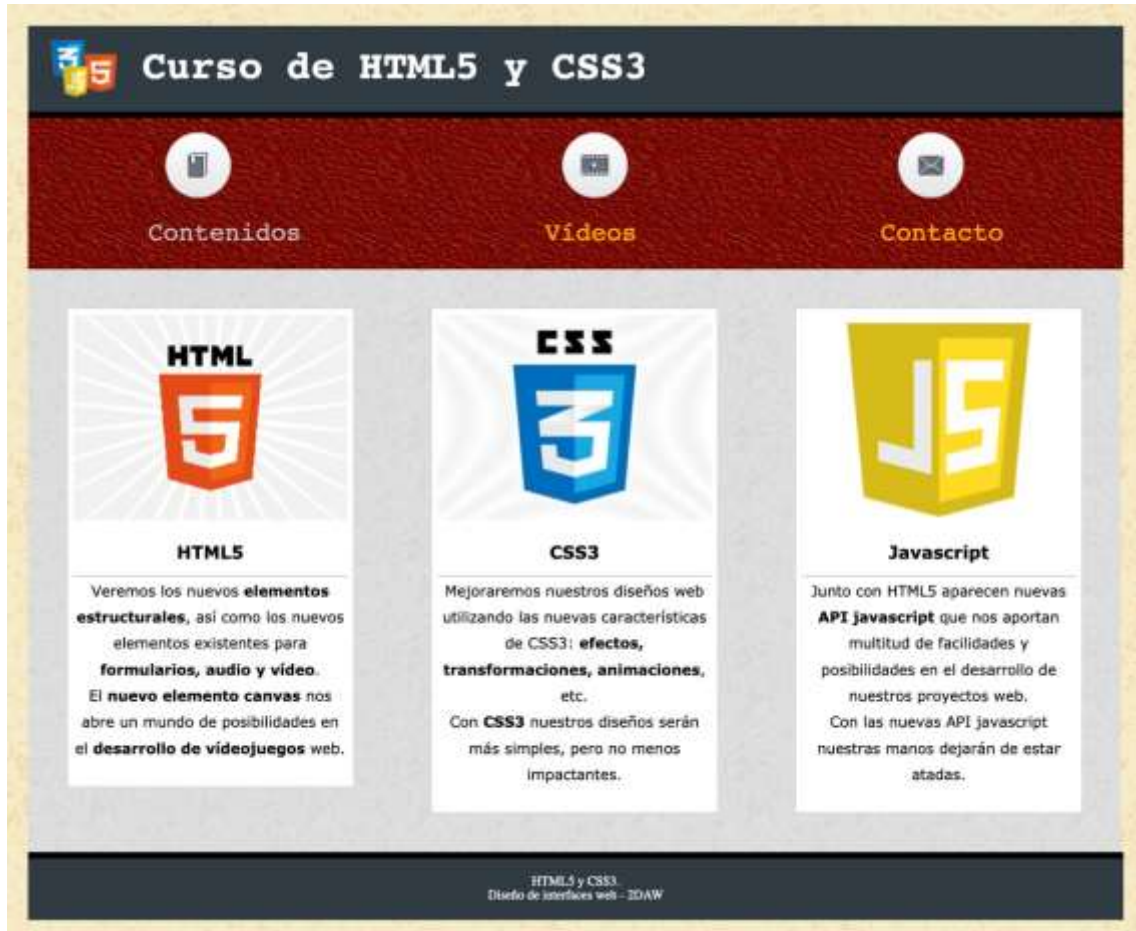 Curso de HTML5 y CSS3
Contenidos
Vídeos
Contacto
HTML
5
HTML5
Veremos los nuevos elementos
estructurales, así como los nuevos
elementos existentes para
formularios, audio y vídeo.
El nuevo elemento canvas nos
abre un mundo de posibilidades en
el desarrollo de vídeojuegos web.
CSS
3
CSS3
Mejoraremos nuestros diseños web
utilizando las nuevas características
de CSS3: efectos,
transformaciones, animaciones,
etc.
Con CSS3 nuestros diseños serán
más simples, pero no menos
impactantes.
JS
Javascript
Junto con HTML5 aparecen nuevas
API javascript que nos aportan
multitud de facilidades y
posibilidades en el desarrollo de
nuestros proyectos web.
Con las nuevas API javascript
nuestras manos dejarán de estar
atadas.
HTML5 y CSS3.
Diseño de interfaces web - 2DAW